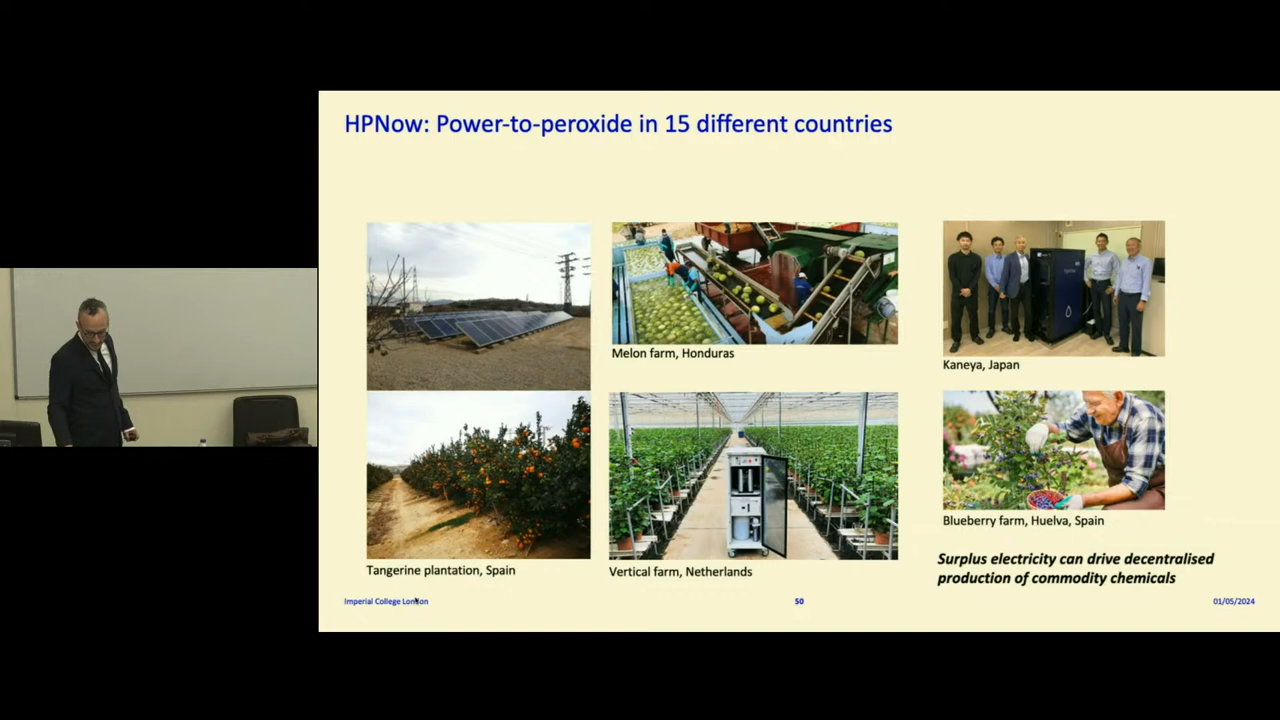 HPNow: Power-to-peroxide in 15 different countries
Melon farm, Honduras
Kaneya, Japan
Tangerine plantation, Spain
Vertical farm, Netherlands
Blueberry farm, Huelva, Spain
Surplus electricity can drive decentralised
production of commodity chemicals
Imperial College London
50
01/05/2024